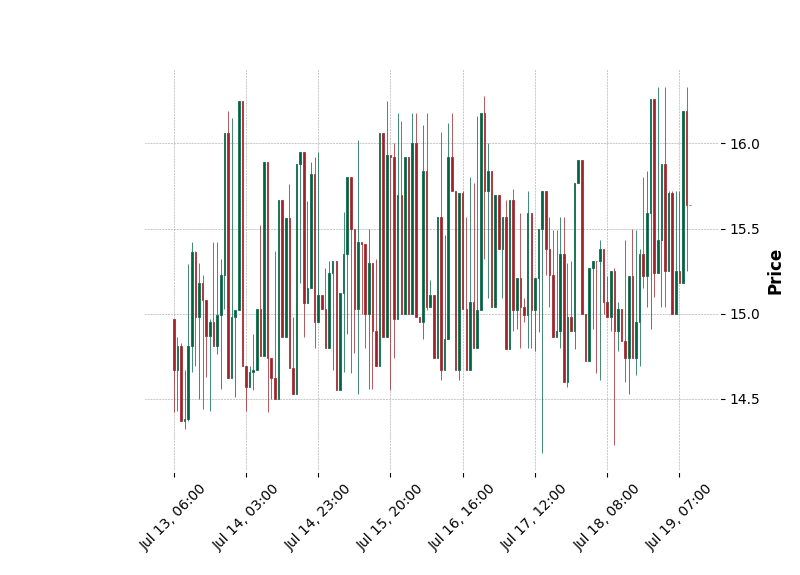 16.0
15.5
15.0
14.5
Price
Jul 13, 06:00
Jul 14, 03:00
Jul 14, 23:00
Jul 15, 20:00
Jul 16, 16:00
Jul 17, 12:00
Jul 18, 08:00
Jul 19, 07:00